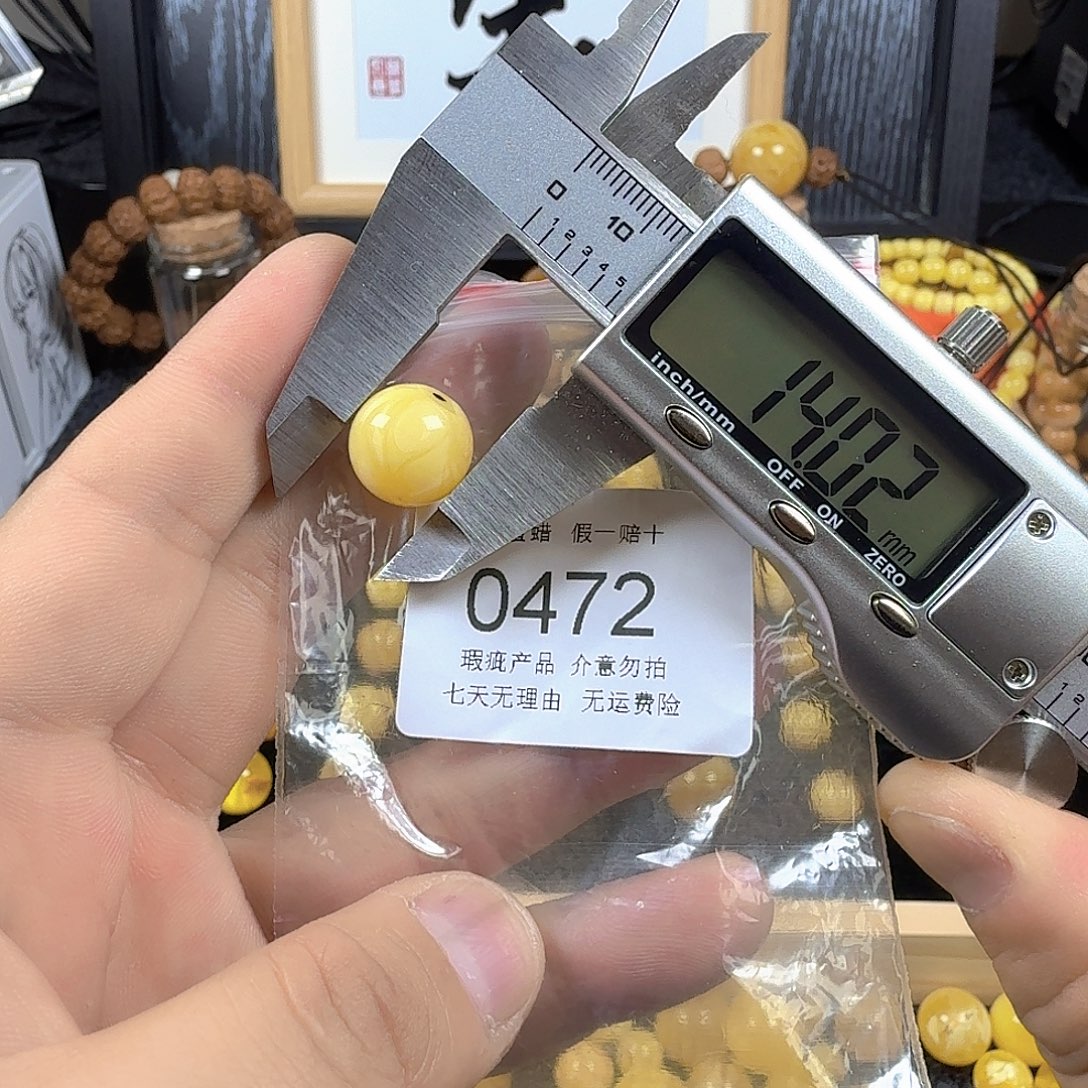 0 10
1 2 3 4 5
14.02 mm
inch/mm OFF ON ZERO
蜡 假一赔十
0472
瑕疵产品 介意勿拍
七天无理由 无运费险
1 2